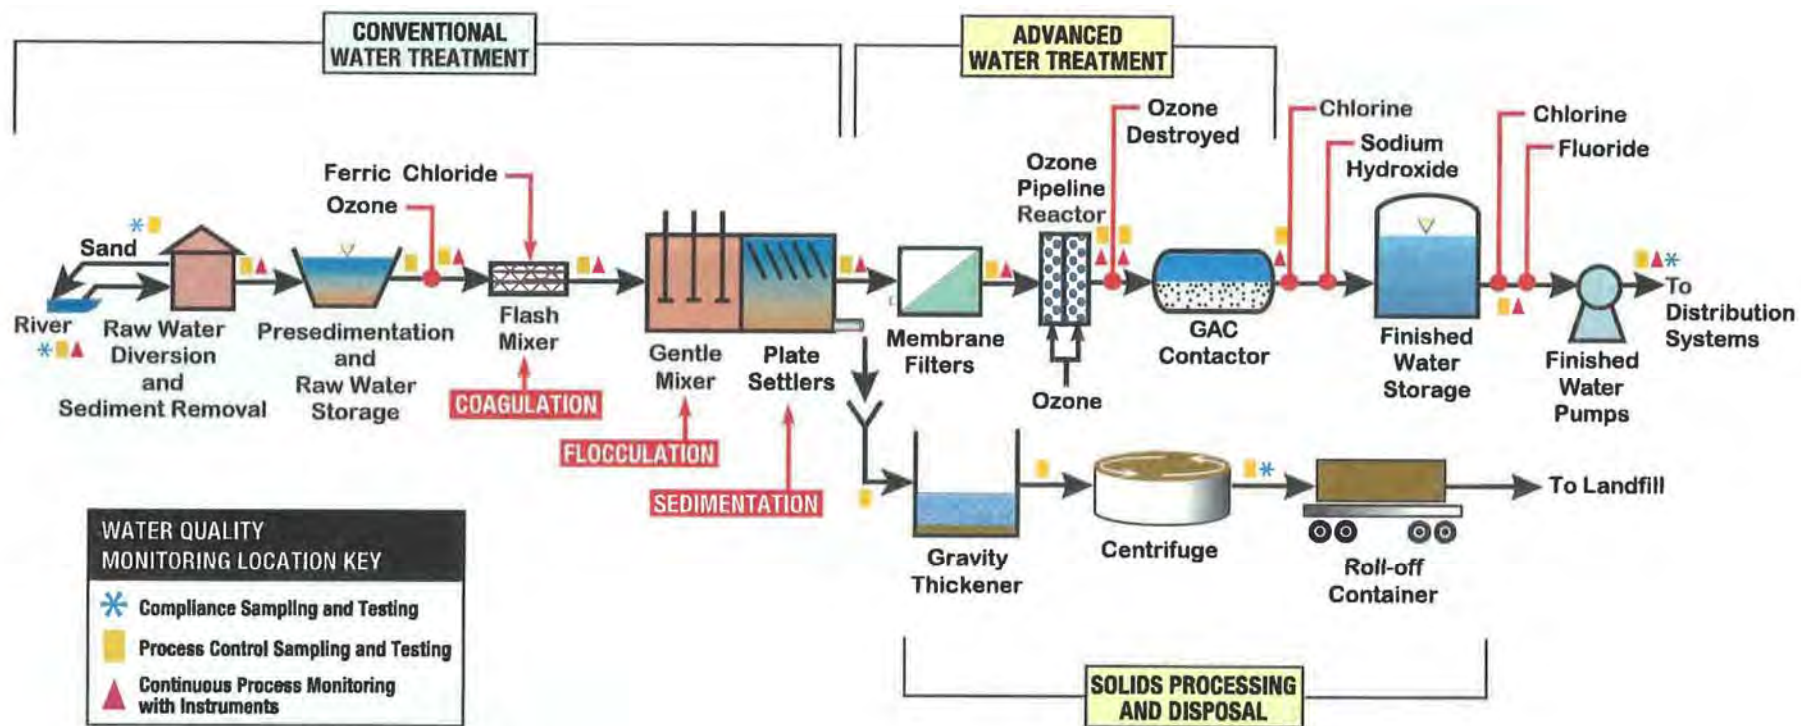 CONVENTIONAL
WATER TREATMENT
ADVANCED
WATER TREATMENT
Ozone
Destroyed
Chlorine
Sodium
Hydroxide
Chlorine
Fluoride
Ferric Chloride
Ozone
Ozone
Pipeline
Reactor
Sand
River
Raw Water
Diversion
and
Sediment Removal
Presedimentation
and
Raw Water
Storage
Flash
Mixer
COAGULATION
Gentle
Mixer
FLOCCULATION
Plate
Settlers
SEDIMENTATION
Membrane
Filters
Ozone
GAC
Contactor
Finished
Water
Storage
Finished
Water
Pumps
To
Distribution
Systems
Gravity
Thickener
Centrifuge
Roll-off
Container
To Landfill
SOLIDS PROCESSING
AND DISPOSAL
WATER QUALITY
MONITORING LOCATION KEY
Compliance Sampling and Testing
Process Control Sampling and Testing
Continuous Process Monitoring
with Instruments